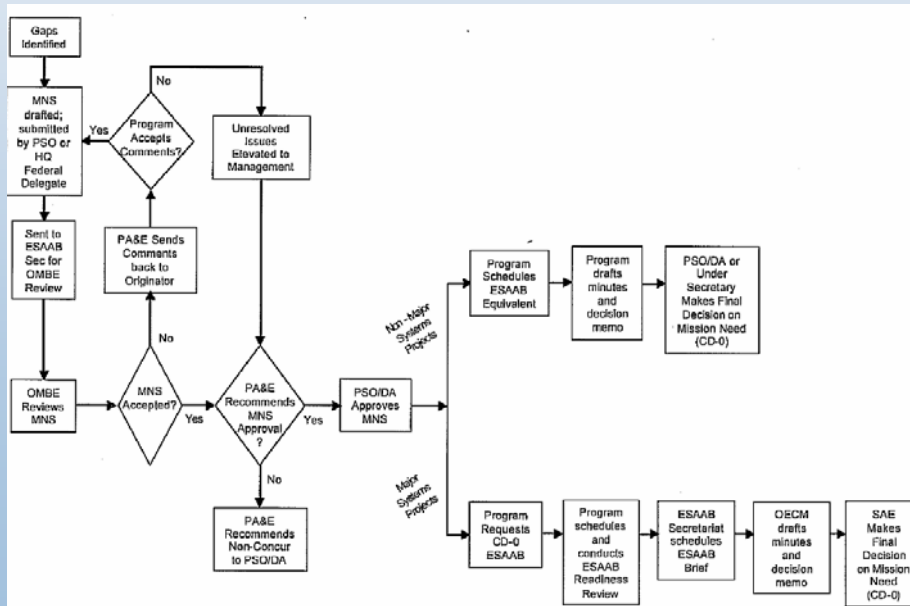 Gaps
Identified
MNS
drafted;
submitted
by PSO or
HQ
Federal
Delegate
Yes
Program
Accepts
Comments?
No
Unresolved
Issues
Elevated to
Management
Sent to
ESAAB
Sec for
OMBE
Review
PA&E Sends
Comments
back to
Originator
No
OMBE
Reviews
MNS
MNS
Accepted?
Yes
PA&E
Recommends
MNS
Approval
?
Yes
No
PA&E
Recommends
Non-Concur
to PSO/DA
PSO/DA
Approves
MNS
Non-Major
Systems
Projects
Program
Schedules
ESAAB
Equivalent
Program
drafts
minutes
and
decision
memo
PSO/DA or
Under
Secretary
Makes Final
Decision on
Mission Need
(CD-0)
Major
Systems
Projects
Program
Requests
CD-0
ESAAB
Program
schedules
and
conducts
ESAAB
Readiness
Review
ESAAB
Secretariat
schedules
ESAAB
Brief
OECM
drafts
minutes
and
decision
memo
SAE
Makes
Final
Decision
on Mission
Need
(CD-0)